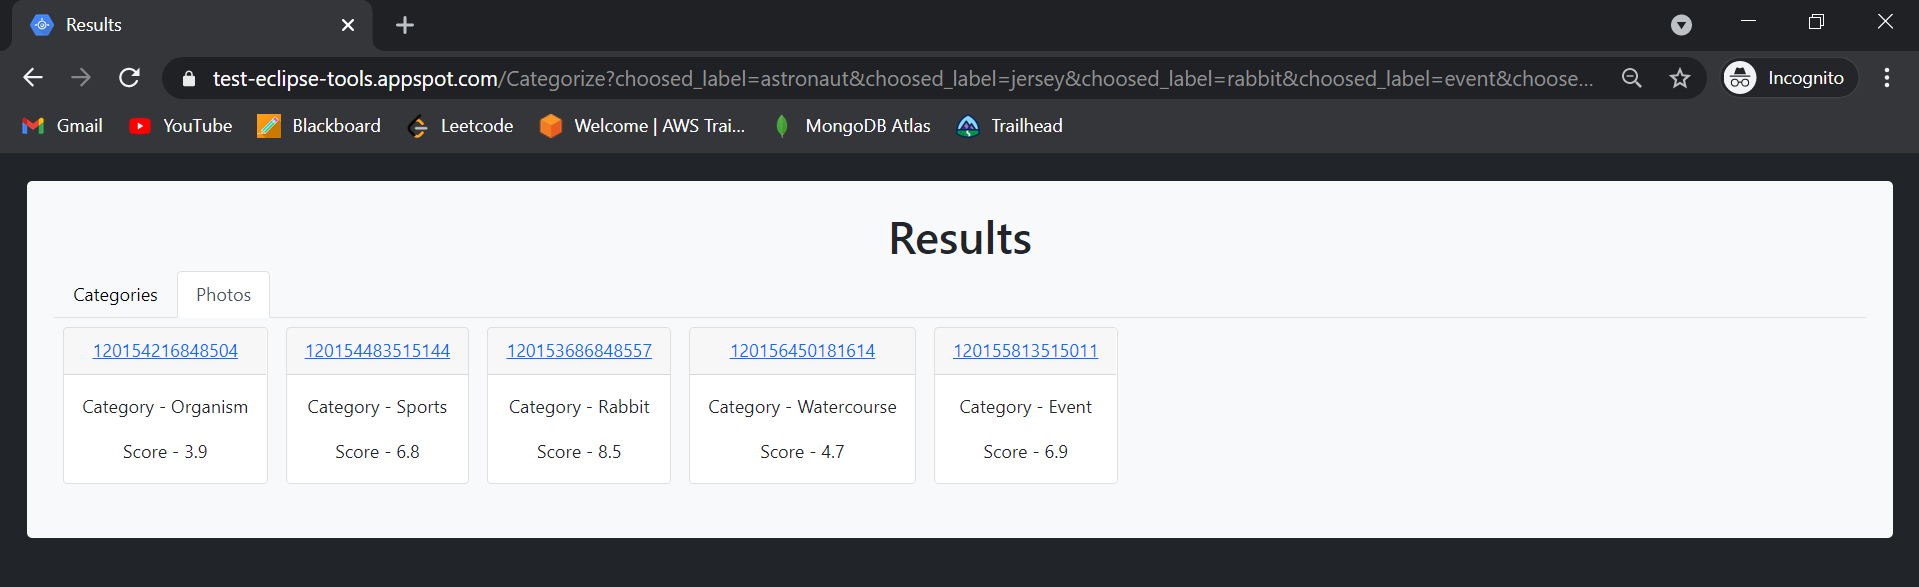 Results
test-eclipse-tools.appspot.com/Categorize?choosed_label=astronaut&choosed_label=jersey&choosed_label=rabbit&choosed_label=event&choose...
Incognito
Gmail YouTube Blackboard Leetcode Welcome | AWS Trai... MongoDB Atlas Trailhead
Results
Categories Photos
120154216848504 120154483515144 120153686848557 120156450181614 120155813515011
Category - Organism Category - Sports Category - Rabbit Category - Watercourse Category - Event
Score - 3.9 Score - 6.8 Score - 8.5 Score - 4.7 Score - 6.9